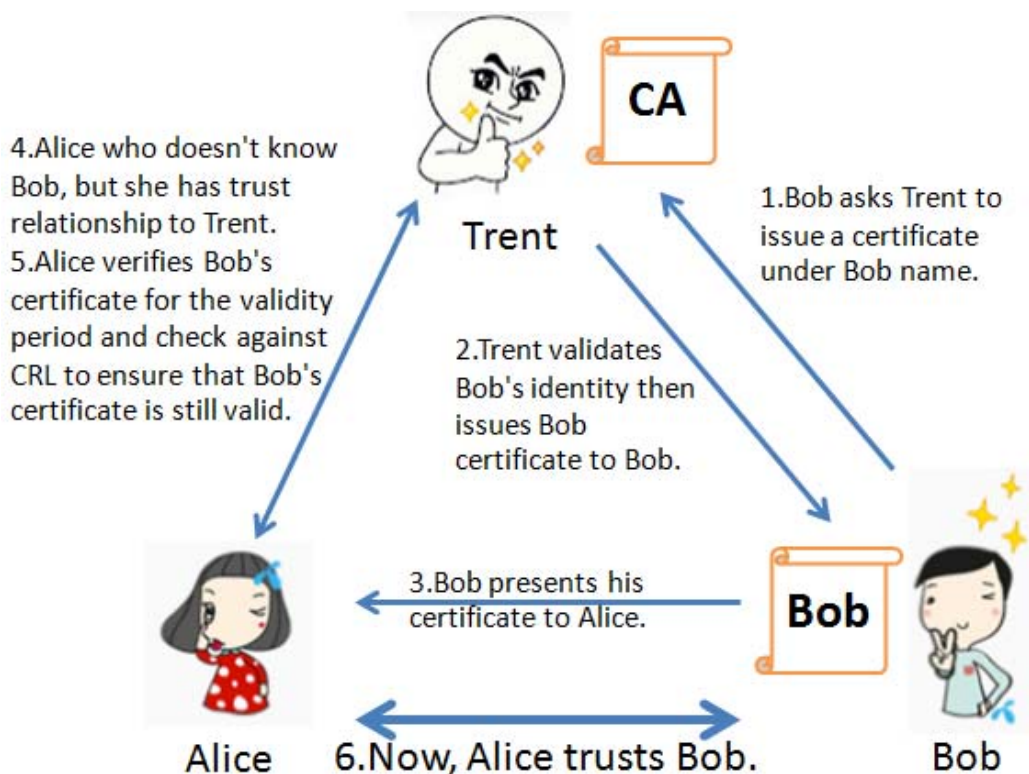 CA
Trent
1.Bob asks Trent to
issue a certificate
under Bob name.
2.Trent validates
Bob's identity then
issues Bob
certificate to Bob.
3.Bob presents his
certificate to Alice.
4.Alice who doesn't know
Bob, but she has trust
relationship to Trent.
5.Alice verifies Bob's
certificate for the validity
period and check against
CRL to ensure that Bob's
certificate is still valid.
Bob
Alice
6.Now, Alice trusts Bob.
Bob